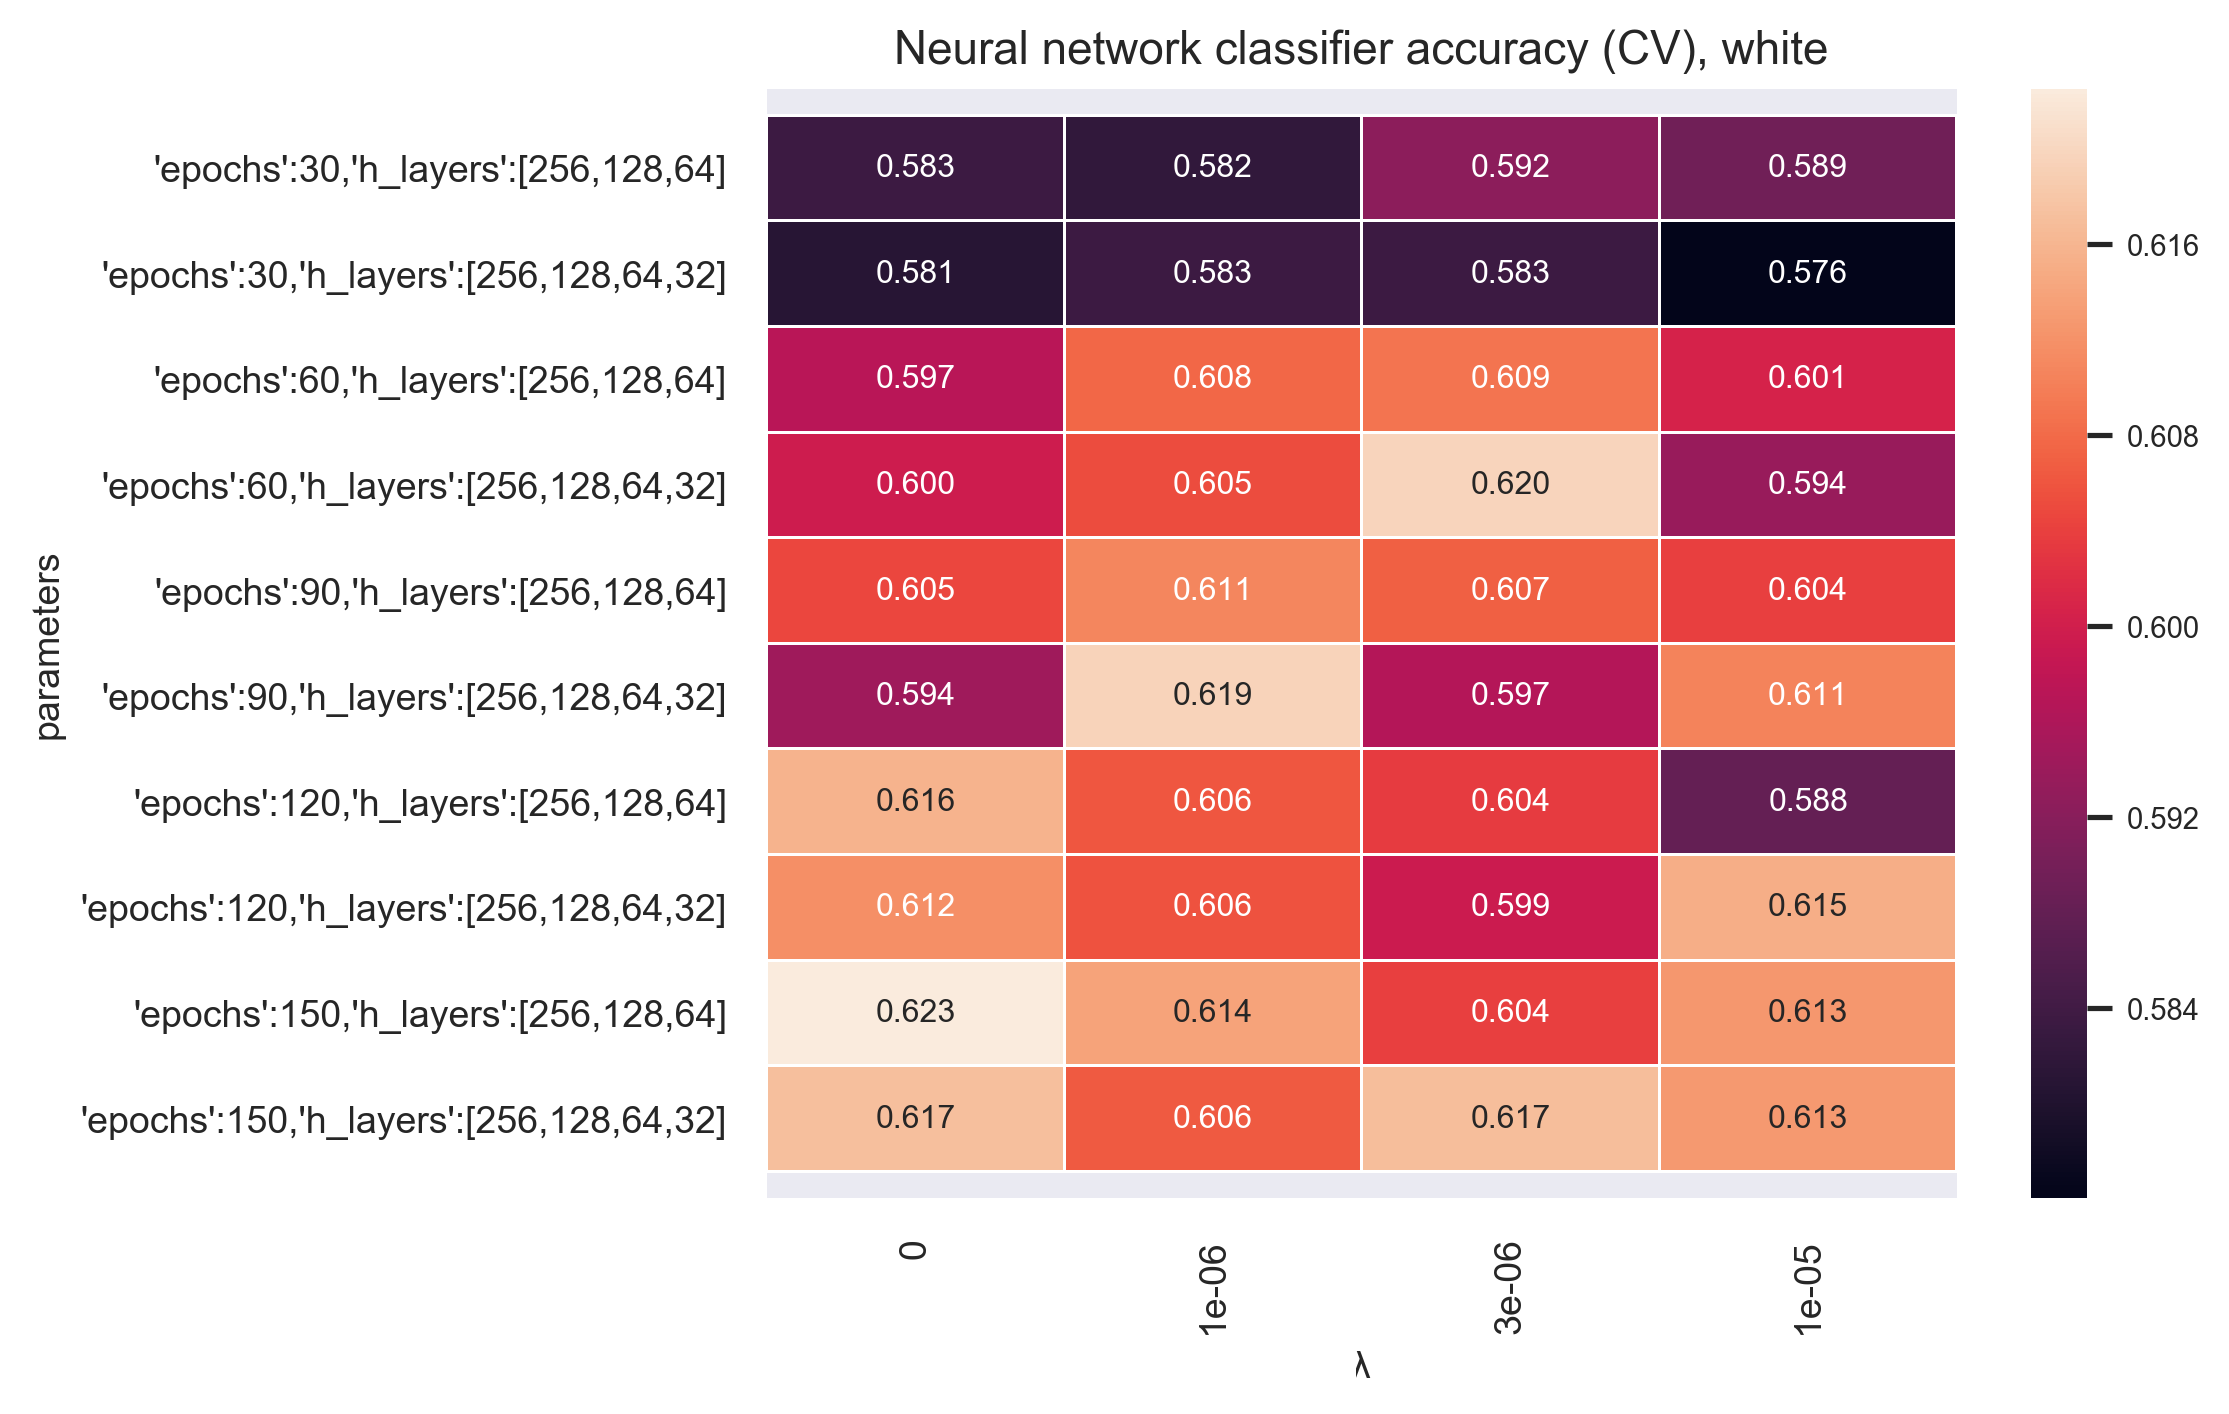 Neural network classifier accuracy (CV), white
parameters
'epochs':30,'h_layers':[256,128,64] 0.583 0.582 0.592 0.589
'epochs':30,'h_layers':[256,128,64,32] 0.581 0.583 0.583 0.576
'epochs':60,'h_layers':[256,128,64] 0.597 0.608 0.609 0.601
'epochs':60,'h_layers':[256,128,64,32] 0.600 0.605 0.620 0.594
'epochs':90,'h_layers':[256,128,64] 0.605 0.611 0.607 0.604
'epochs':90,'h_layers':[256,128,64,32] 0.594 0.619 0.597 0.611
'epochs':120,'h_layers':[256,128,64] 0.616 0.606 0.604 0.588
'epochs':120,'h_layers':[256,128,64,32] 0.612 0.606 0.599 0.615
'epochs':150,'h_layers':[256,128,64] 0.623 0.614 0.604 0.613
'epochs':150,'h_layers':[256,128,64,32] 0.617 0.606 0.617 0.613
0 1e-06 3e-06 1e-05
λ
0.616
0.608
0.600
0.592
0.584